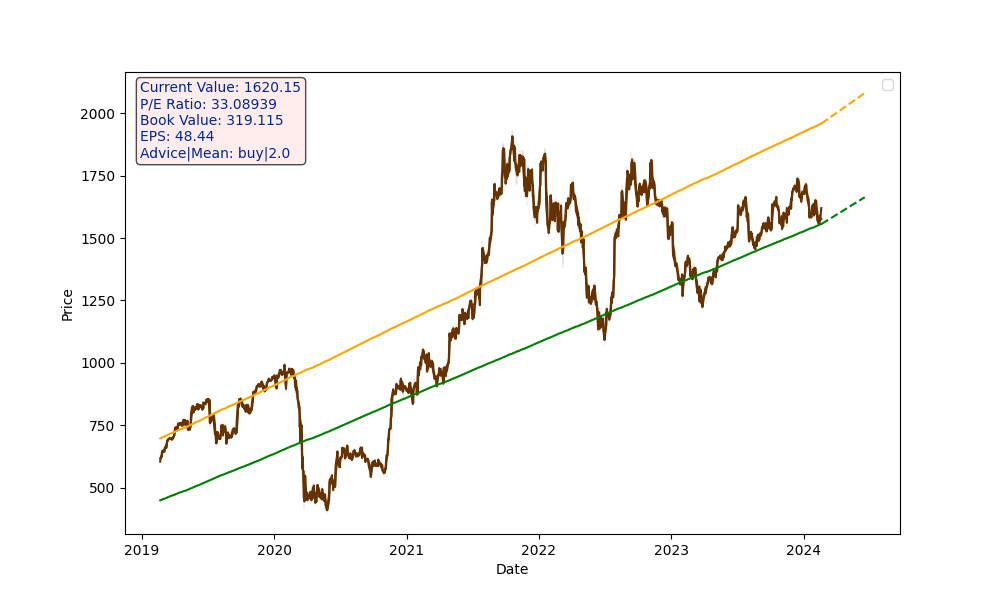 Current Value: 1620.15
P/E Ratio: 33.08939
Book Value: 319.115
EPS: 48.44
Advice|Mean: buy|2.0
2000
1750
1500
1250
1000
750
500
Price
2019 2020 2021 2022 2023 2024
Date